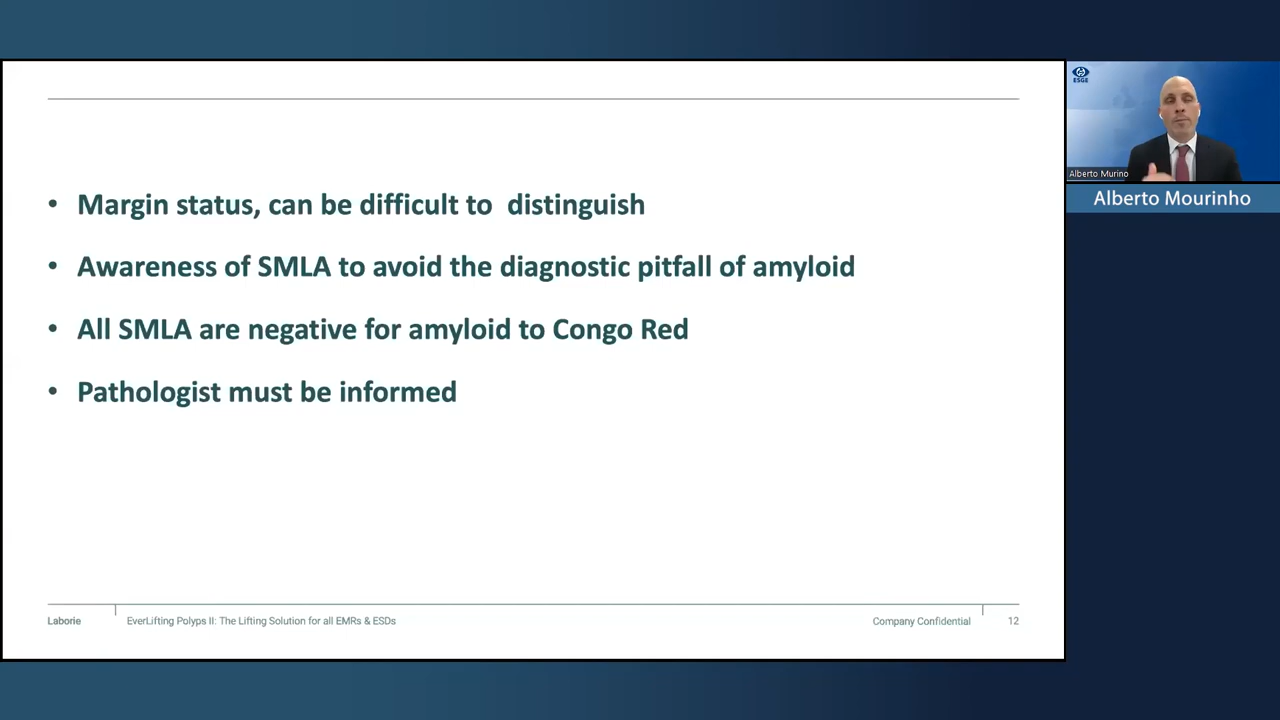 • Margin status, can be difficult to distinguish
• Awareness of SMLA to avoid the diagnostic pitfall of amyloid
• All SMLA are negative for amyloid to Congo Red
• Pathologist must be informed
Laborie
EverLifting Polyps II: The Lifting Solution for all EMRs & ESDs
Company Confidential
12
ESGE
Alberto Murino
Alberto Mourinho